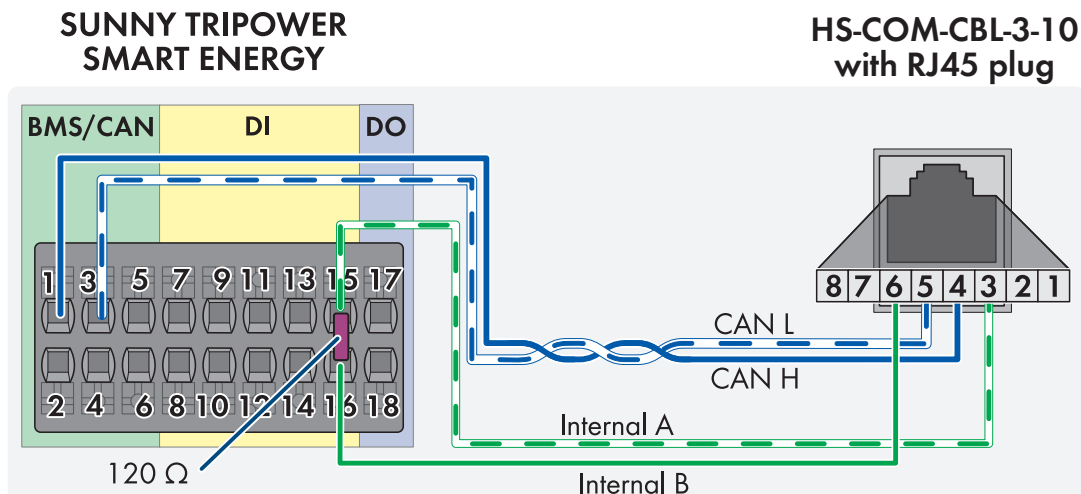 SUNNY TRIPOWER
SMART ENERGY
HS-COM-CBL-3-10
with RJ45 plug
BMS/CAN DI DO
1 3 5 7 9 11 13 15 17
8 7 6 5 4 3 2 1
CAN L
CAN H
2 4 6 8 10 12 14 16 18
Internal A
120 Ω
Internal B